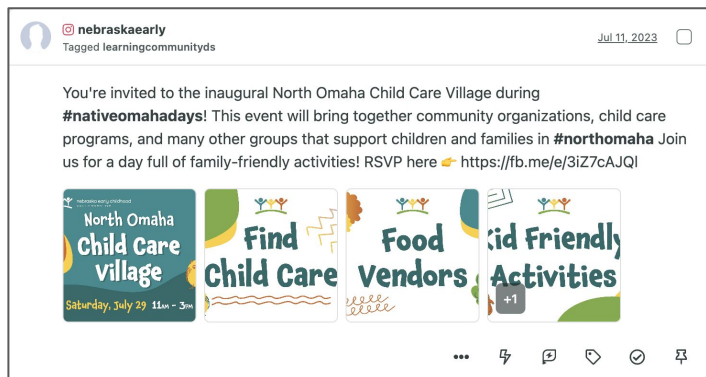 nebraskaearly
Tagged learningcommunityds
Jul 11, 2023
You're invited to the inaugural North Omaha Child Care Village during
#nativeomahadays! This event will bring together community organizations, child care
programs, and many other groups that support children and families in #northomaha Join
us for a day full of family-friendly activities! RSVP here 👉 https://fb.me/e/3iZ7cAJQl
nebraska early childhood
North Omaha
Child Care
Village
Saturday, July 29 11AM - 3PM
Find
Child Care
Food
Vendors
Kid Friendly
Activities
+1